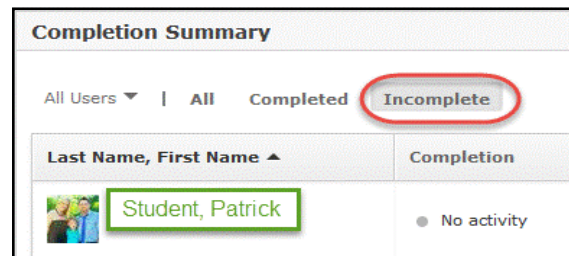 Completion Summary
All Users ▼ | All Completed Incomplete
Last Name, First Name ▲ Completion
Student, Patrick No activity